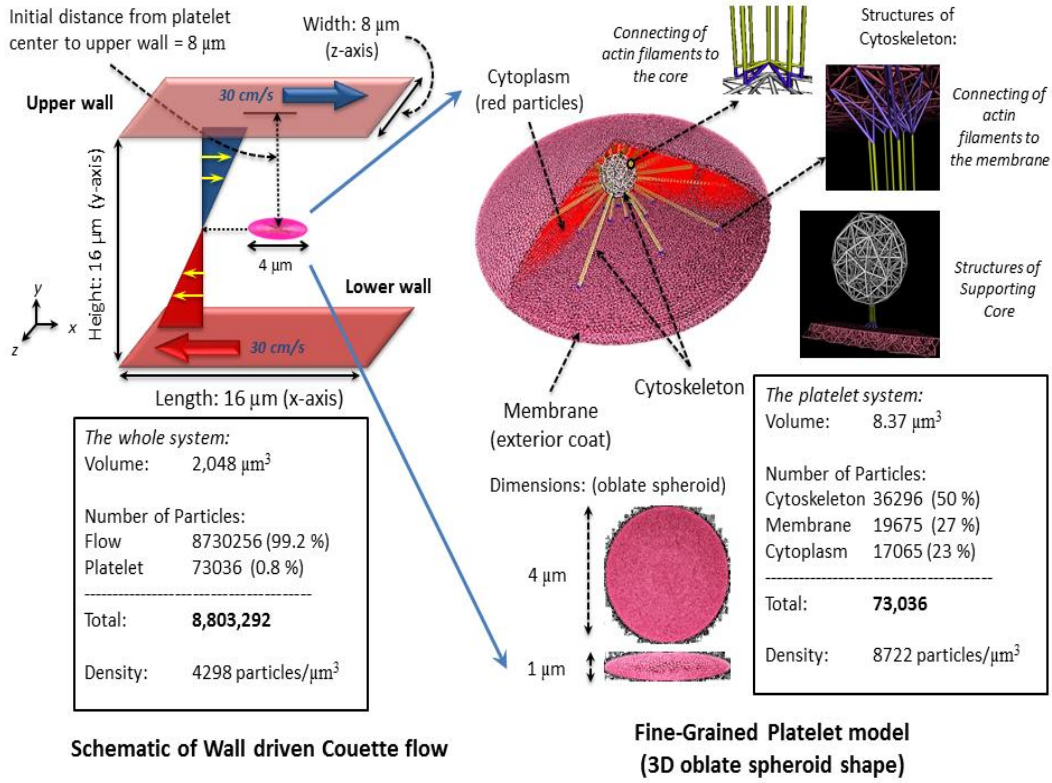 Initial distance from platelet
center to upper wall = 8 µm
Width: 8 µm
(z-axis)
Upper wall
30 cm/s
Height: 16 µm (y-axis)
4 µm
Lower wall
y
x
z
30 cm/s
Length: 16 µm (x-axis)
The whole system:
Volume: 2,048 µm³
Number of Particles:
Flow 8730256 (99.2 %)
Platelet 73036 (0.8 %)
----------------------------------------
Total: 8,803,292
Density: 4298 particles/µm³
Schematic of Wall driven Couette flow
Connecting of
actin filaments to
the core
Structures of
Cytoskeleton:
Cytoplasm
(red particles)
Connecting of
actin
filaments to
the membrane
Structures of
Supporting
Core
Cytoskeleton
Membrane
(exterior coat)
Dimensions: (oblate spheroid)
4 µm
1 µm
The platelet system:
Volume: 8.37 µm³
Number of Particles:
Cytoskeleton 36296 (50 %)
Membrane 19675 (27 %)
Cytoplasm 17065 (23 %)
----------------------------------------
Total: 73,036
Density: 8722 particles/µm³
Fine-Grained Platelet model
(3D oblate spheroid shape)